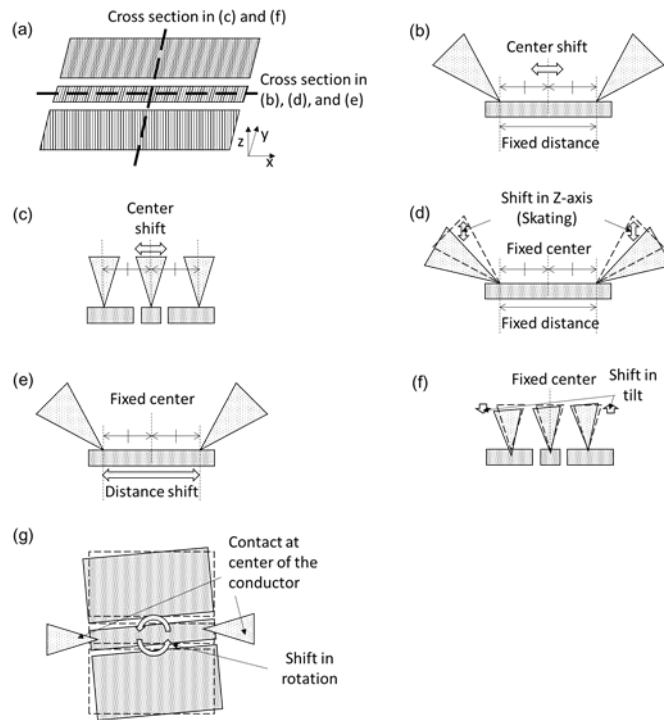 (a)
Cross section in (c) and (f)
Cross section in
(b), (d), and (e)
z
y
x
(b)
Center shift
Fixed distance
(c)
Center
shift
(d)
Shift in Z-axis
(Skating)
Fixed center
Fixed distance
(e)
Fixed center
Distance shift
(f)
Fixed center
Shift in
tilt
(g)
Contact at
center of the
conductor
Shift in
rotation